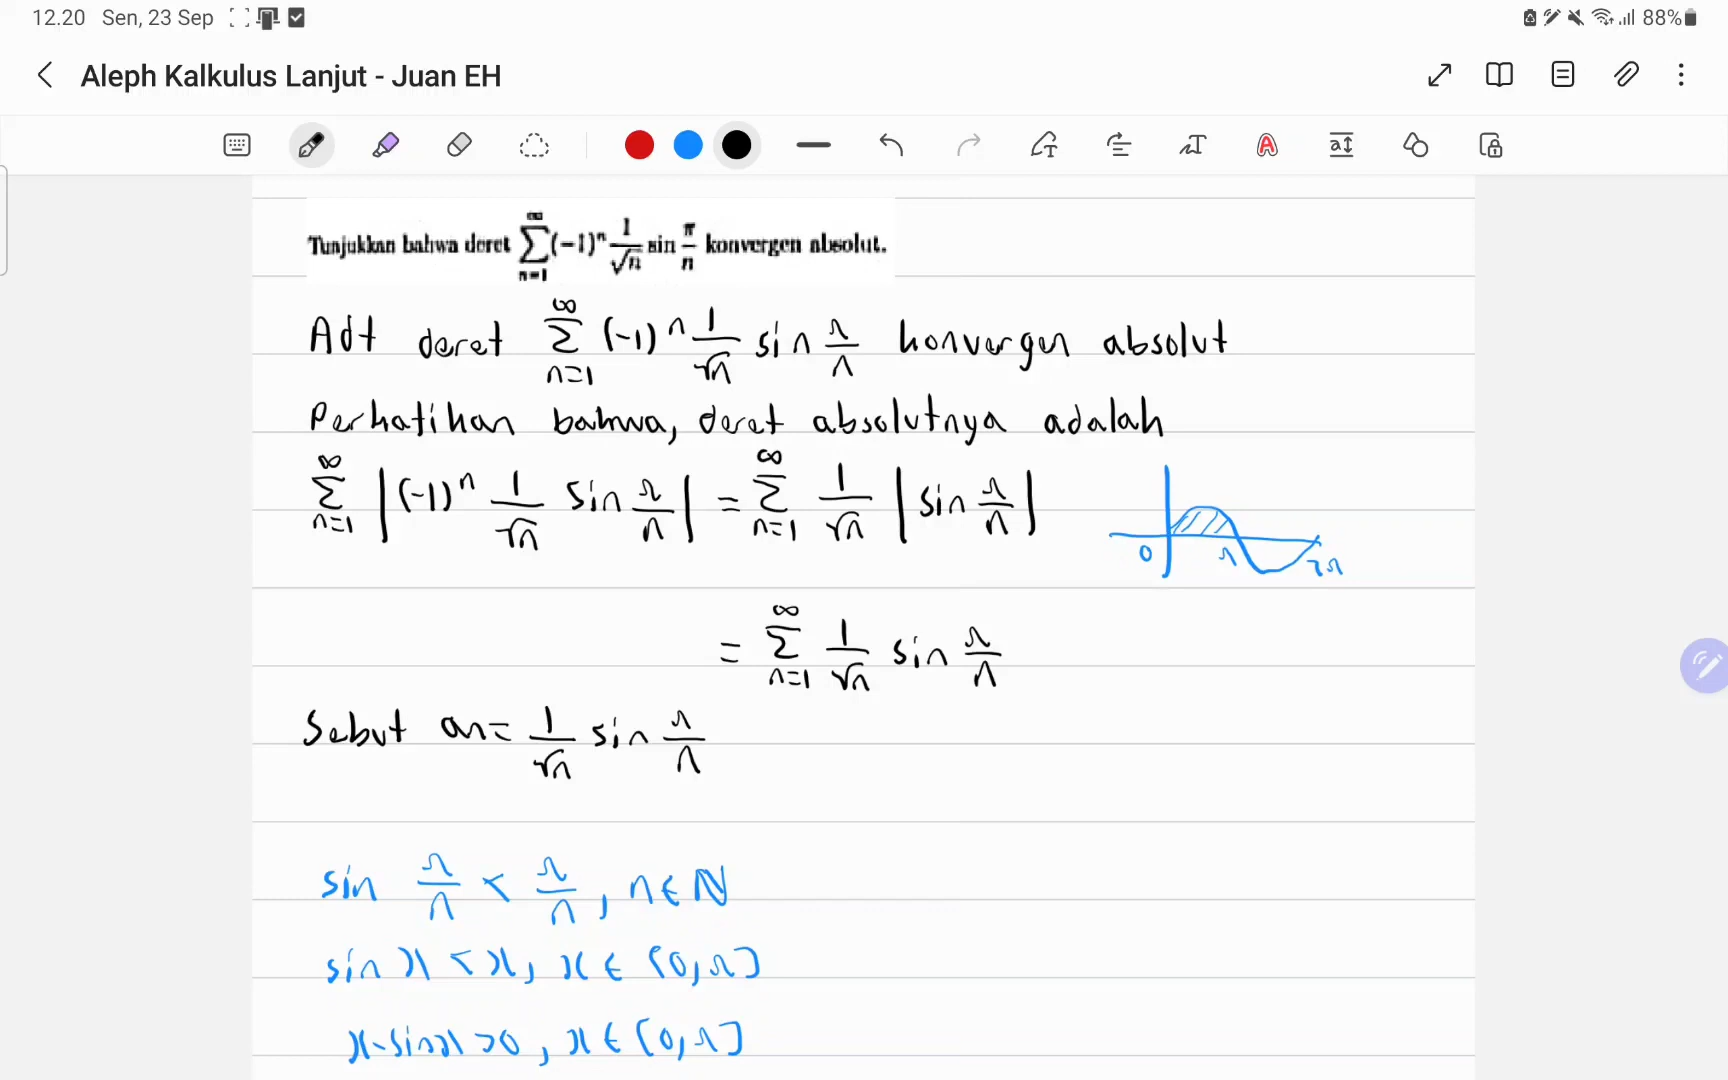 12.20 Sen, 23 Sep 88%
Aleph Kalkulus Lanjut - Juan EH
Tunjukkan bahwa deret ∑_{n=1}^{∞} (-1)^n 1/√n sin π/n konvergen absolut.
Adt deret ∑_{n=1}^{∞} (-1)^n 1/√n sin π/n konvergen absolut
Perhatikan bahwa, deret absolutnya adalah
∑_{n=1}^{∞} |(-1)^n 1/√n sin π/n| = ∑_{n=1}^{∞} 1/√n |sin π/n|
0 π 2π
= ∑_{n=1}^{∞} 1/√n sin π/n
Sebut an = 1/√n sin π/n
sin π/n < π/n, n ∈ ℕ
sin x < x, x ∈ [0, π]
x - sin x > 0, x ∈ [0, π]